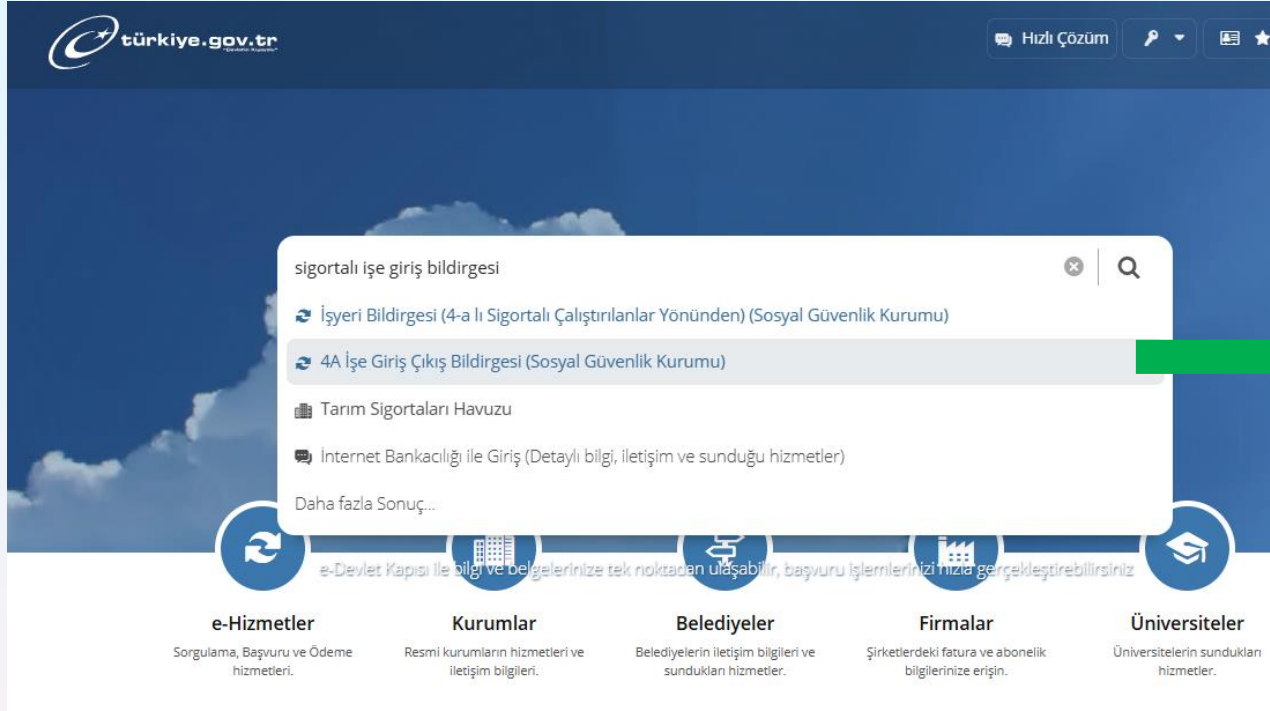 türkiye.gov.tr
Hızlı Çözüm
sigortalı işe giriş bildirgesi
İşyeri Bildirgesi (4-a lı Sigortalı Çalıştırılanlar Yönünden) (Sosyal Güvenlik Kurumu)
4A İşe Giriş Çıkış Bildirgesi (Sosyal Güvenlik Kurumu)
Tarım Sigortaları Havuzu
İnternet Bankacılığı ile Giriş (Detaylı bilgi, iletişim ve sunduğu hizmetler)
Daha fazla Sonuç...
e-Devlet Kapısı ile bilgi ve belgelerinize tek noktadan ulaşabilir, başvuru işlemlerinizi hızla gerçekleştirebilirsiniz
e-Hizmetler
Sorgulama, Başvuru ve Ödeme
hizmetleri.
Kurumlar
Resmi kurumların hizmetleri ve
iletişim bilgileri.
Belediyeler
Belediyelerin iletişim bilgileri ve
sundukları hizmetler.
Firmalar
Şirketlerdeki fatura ve abonelik
bilgilerinize erişin.
Üniversiteler
Üniversitelerin sundukları
hizmetler.